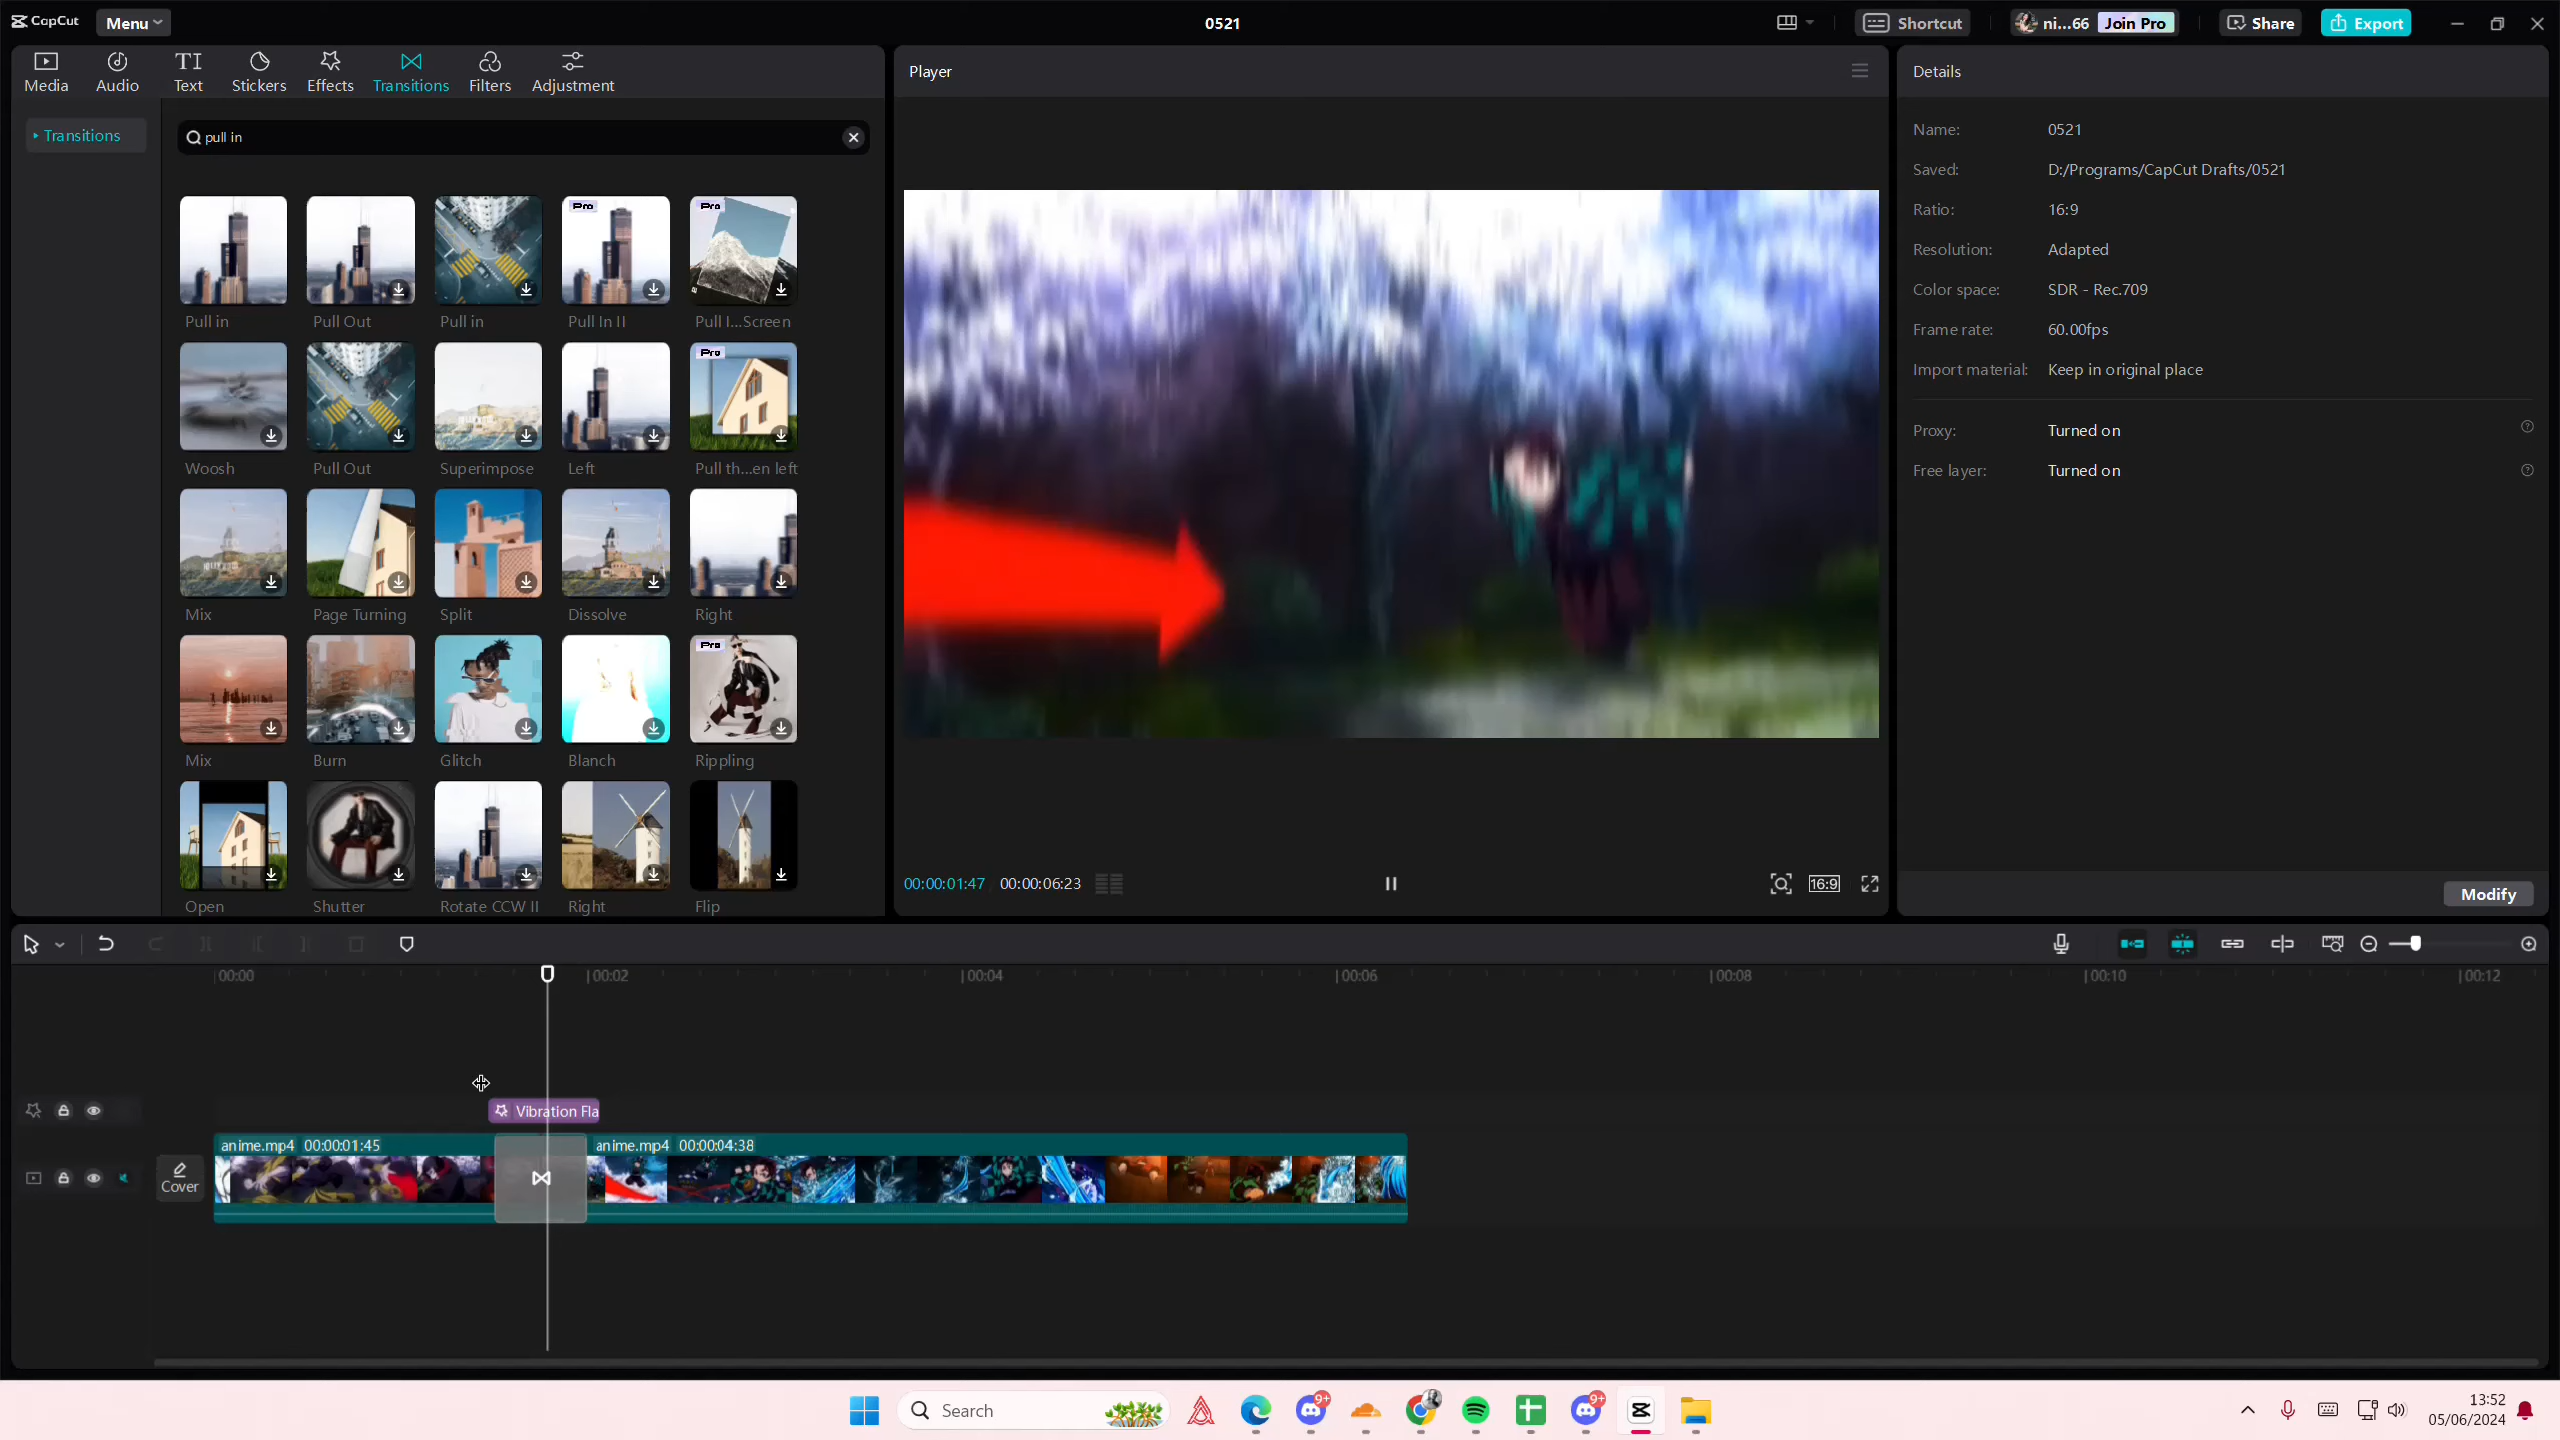 CapCut
Menu
0521
Shortcut
ni...66
Join Pro
Share
Export
Media
Audio
Text
Stickers
Effects
Transitions
Filters
Adjustment
Transitions
pull in
Pro
Pro
Pull in
Pull Out
Pull in
Pull In II
Pull I...Screen
Pro
Woosh
Pull Out
Superimpose
Left
Pull th...en left
Mix
Page Turning
Split
Dissolve
Right
Pro
Mix
Burn
Glitch
Blanch
Rippling
Open
Shutter
Rotate CCW II
Right
Flip
Player
00:00:01:47
00:00:06:23
16:9
Details
Name:
0521
Saved:
D:/Programs/CapCut Drafts/0521
Ratio:
16:9
Resolution:
Adapted
Color space:
SDR - Rec.709
Frame rate:
60.00fps
Import material:
Keep in original place
Proxy:
Turned on
Free layer:
Turned on
Modify
00:00
00:02
00:04
00:06
00:08
00:10
00:12
Vibration Fla
anime.mp4 00:00:01:45
anime.mp4 00:00:04:38
Cover
Search
9+
9+
13:52
05/06/2024